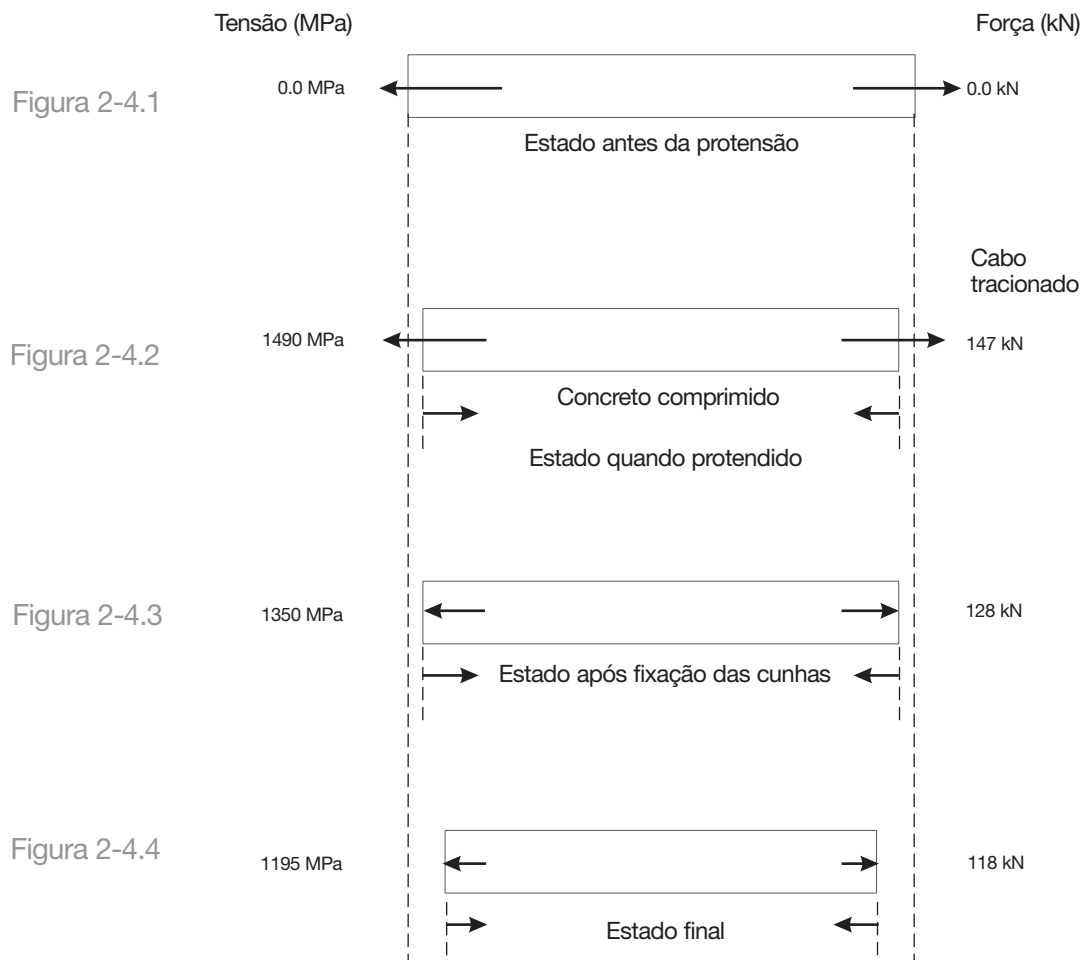 Tensão (MPa)
Força (kN)
Figura 2-4.1
0.0 MPa
0.0 kN
Estado antes da protensão
Cabo
tracionado
Figura 2-4.2
1490 MPa
147 kN
Concreto comprimido
Estado quando protendido
Figura 2-4.3
1350 MPa
128 kN
Estado após fixação das cunhas
Figura 2-4.4
1195 MPa
118 kN
Estado final